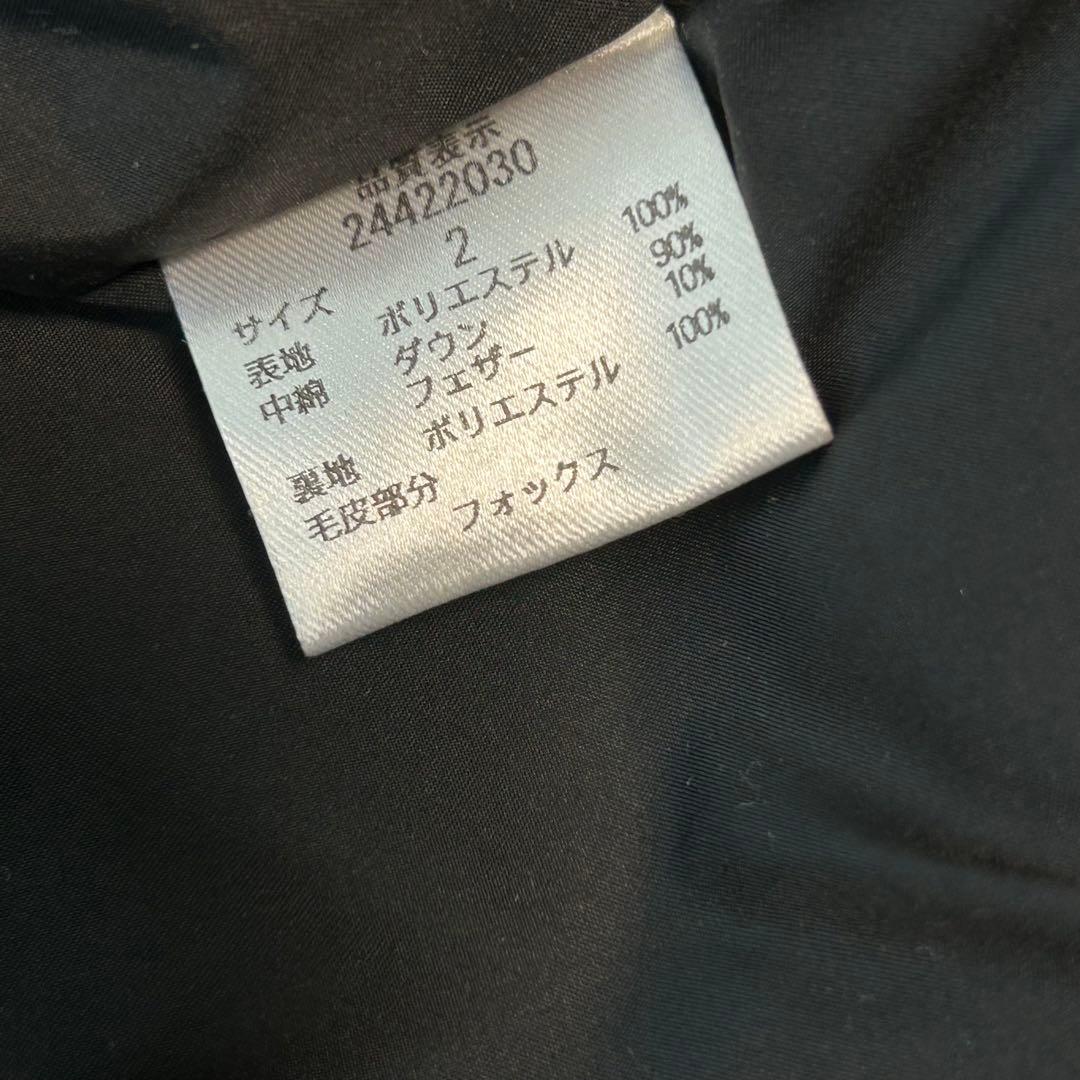 品質表示
24422030
サイズ 2
表地 ポリエステル 100%
中綿 ダウン 90%
フェザー 10%
裏地 ポリエステル 100%
毛皮部分 フォックス